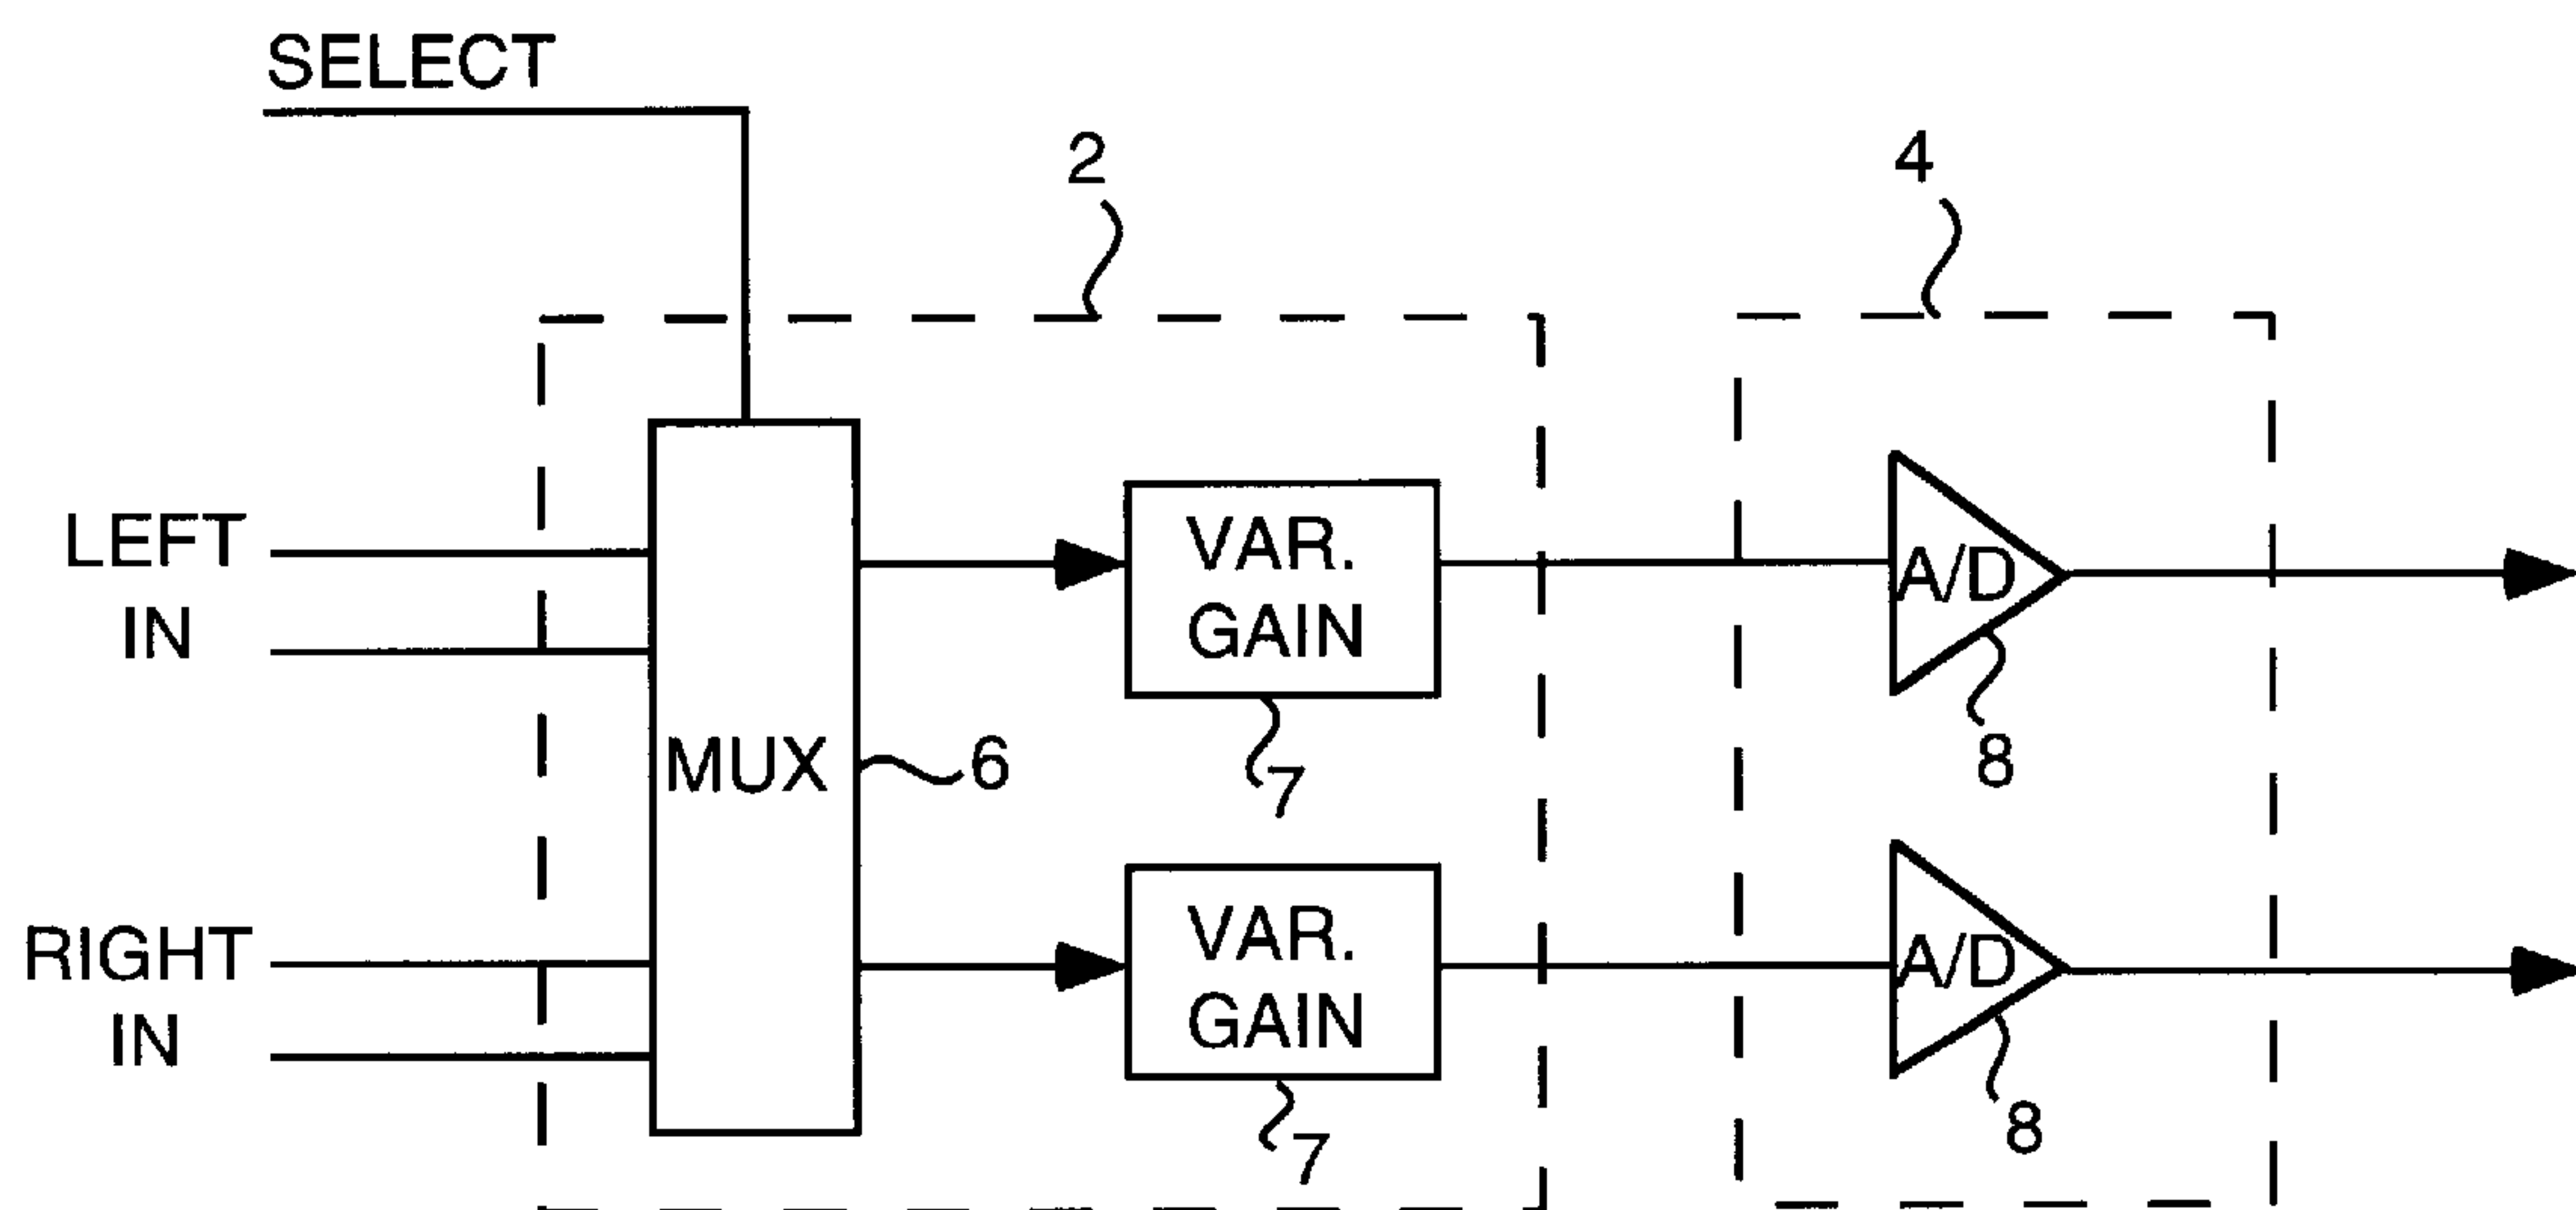 SELECT
2
4
LEFT
IN
VAR.
GAIN
A/D
7
8
MUX
6
RIGHT
IN
VAR.
GAIN
A/D
7
8